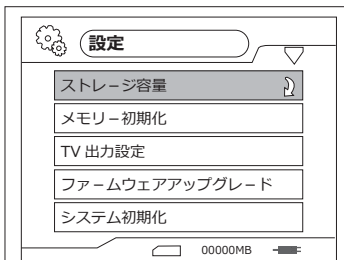 設定
ストレージ容量
メモリー初期化
TV 出力設定
ファームウェアアップグレード
システム初期化
00000MB